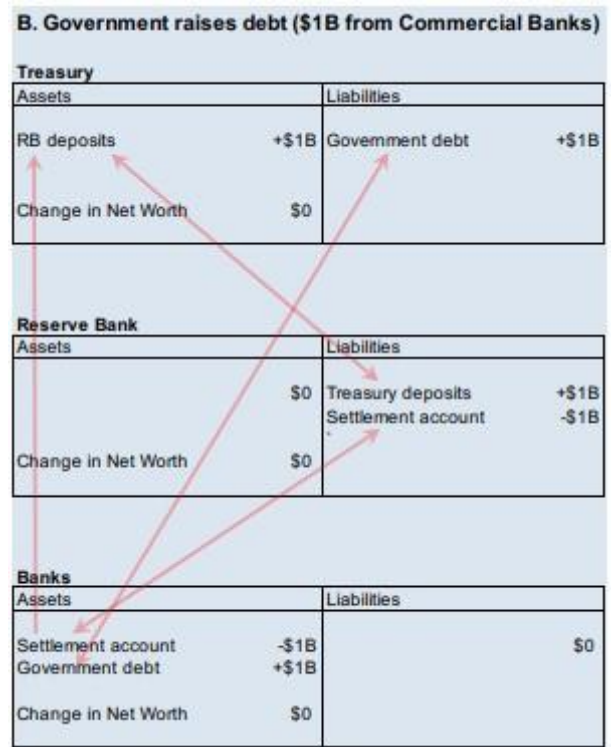 B. Government raises debt ($1B from Commercial Banks)
Treasury
Assets Liabilities
RB deposits +$1B Government debt +$1B
Change in Net Worth $0
Reserve Bank
Assets Liabilities
$0 Treasury deposits +$1B
Settlement account -$1B
Change in Net Worth $0
Banks
Assets Liabilities
Settlement account -$1B $0
Government debt +$1B
Change in Net Worth $0